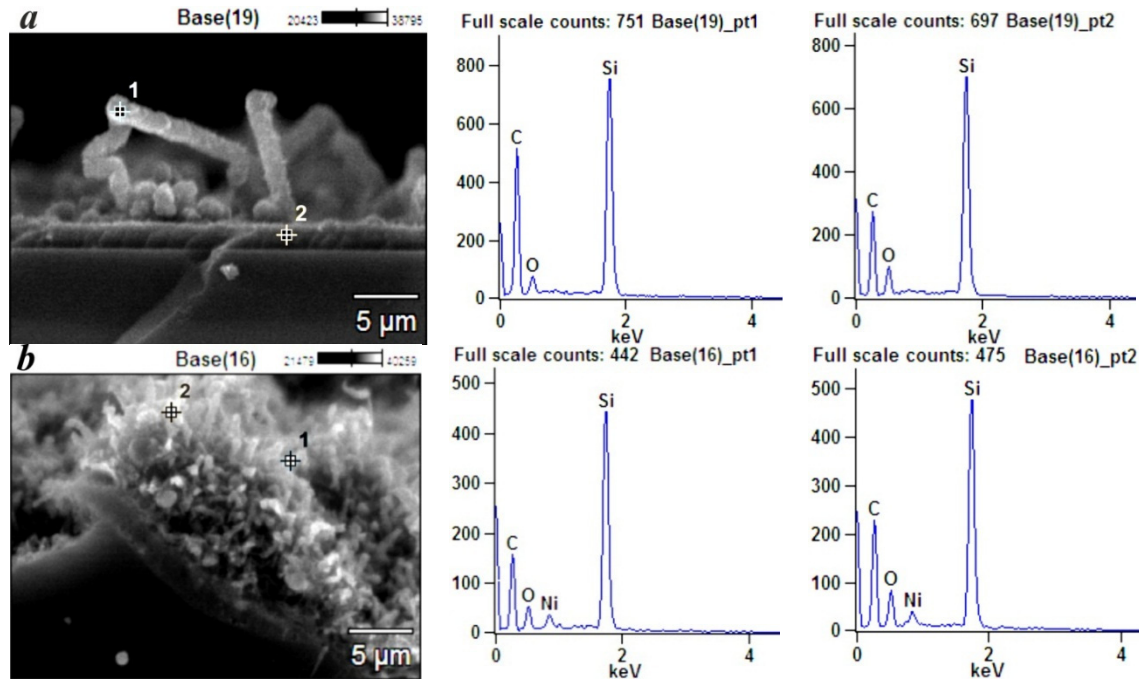 a
Base(19)
20423 38795
1
2
5 µm
Full scale counts: 751 Base(19)_pt1
800
600
400
200
0
C
O
Si
0 2 4
keV
Full scale counts: 697 Base(19)_pt2
800
600
400
200
0
C
O
Si
0 2 4
keV
b
Base(16)
21479 40259
2
1
5 µm
Full scale counts: 442 Base(16)_pt1
500
400
300
200
100
0
C
O
Ni
Si
0 2 4
keV
Full scale counts: 475 Base(16)_pt2
500
400
300
200
100
0
C
O
Ni
Si
0 2 4
keV